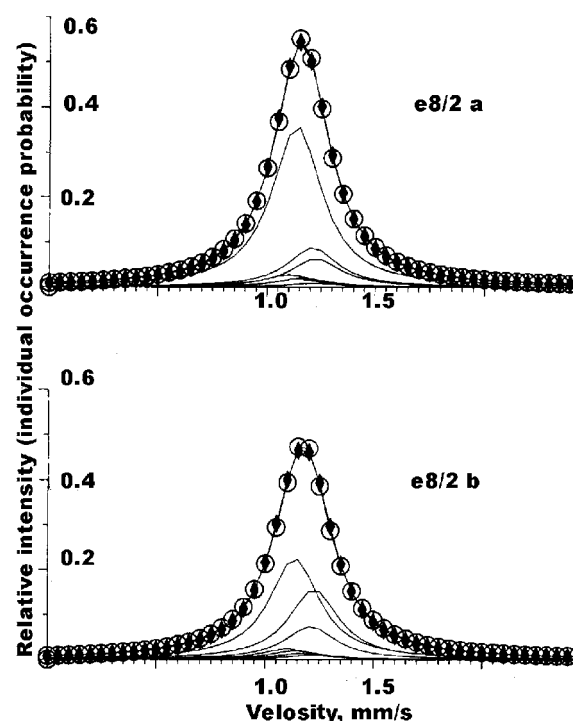 Relative intensity (individual occurrence probability)
0.6
0.4
0.2
e8/2 a
1.0 1.5
0.6
0.4
0.2
e8/2 b
1.0 1.5
Velosity, mm/s